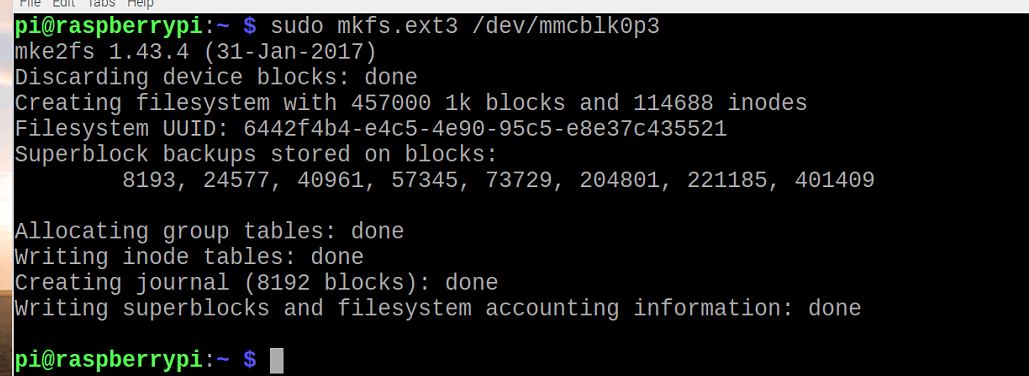 File Edit Tabs Help
pi@raspberrypi:~ $ sudo mkfs.ext3 /dev/mmcblk0p3
mke2fs 1.43.4 (31-Jan-2017)
Discarding device blocks: done
Creating filesystem with 457000 1k blocks and 114688 inodes
Filesystem UUID: 6442f4b4-e4c5-4e90-95c5-e8e37c435521
Superblock backups stored on blocks:
8193, 24577, 40961, 57345, 73729, 204801, 221185, 401409
Allocating group tables: done
Writing inode tables: done
Creating journal (8192 blocks): done
Writing superblocks and filesystem accounting information: done
pi@raspberrypi:~ $